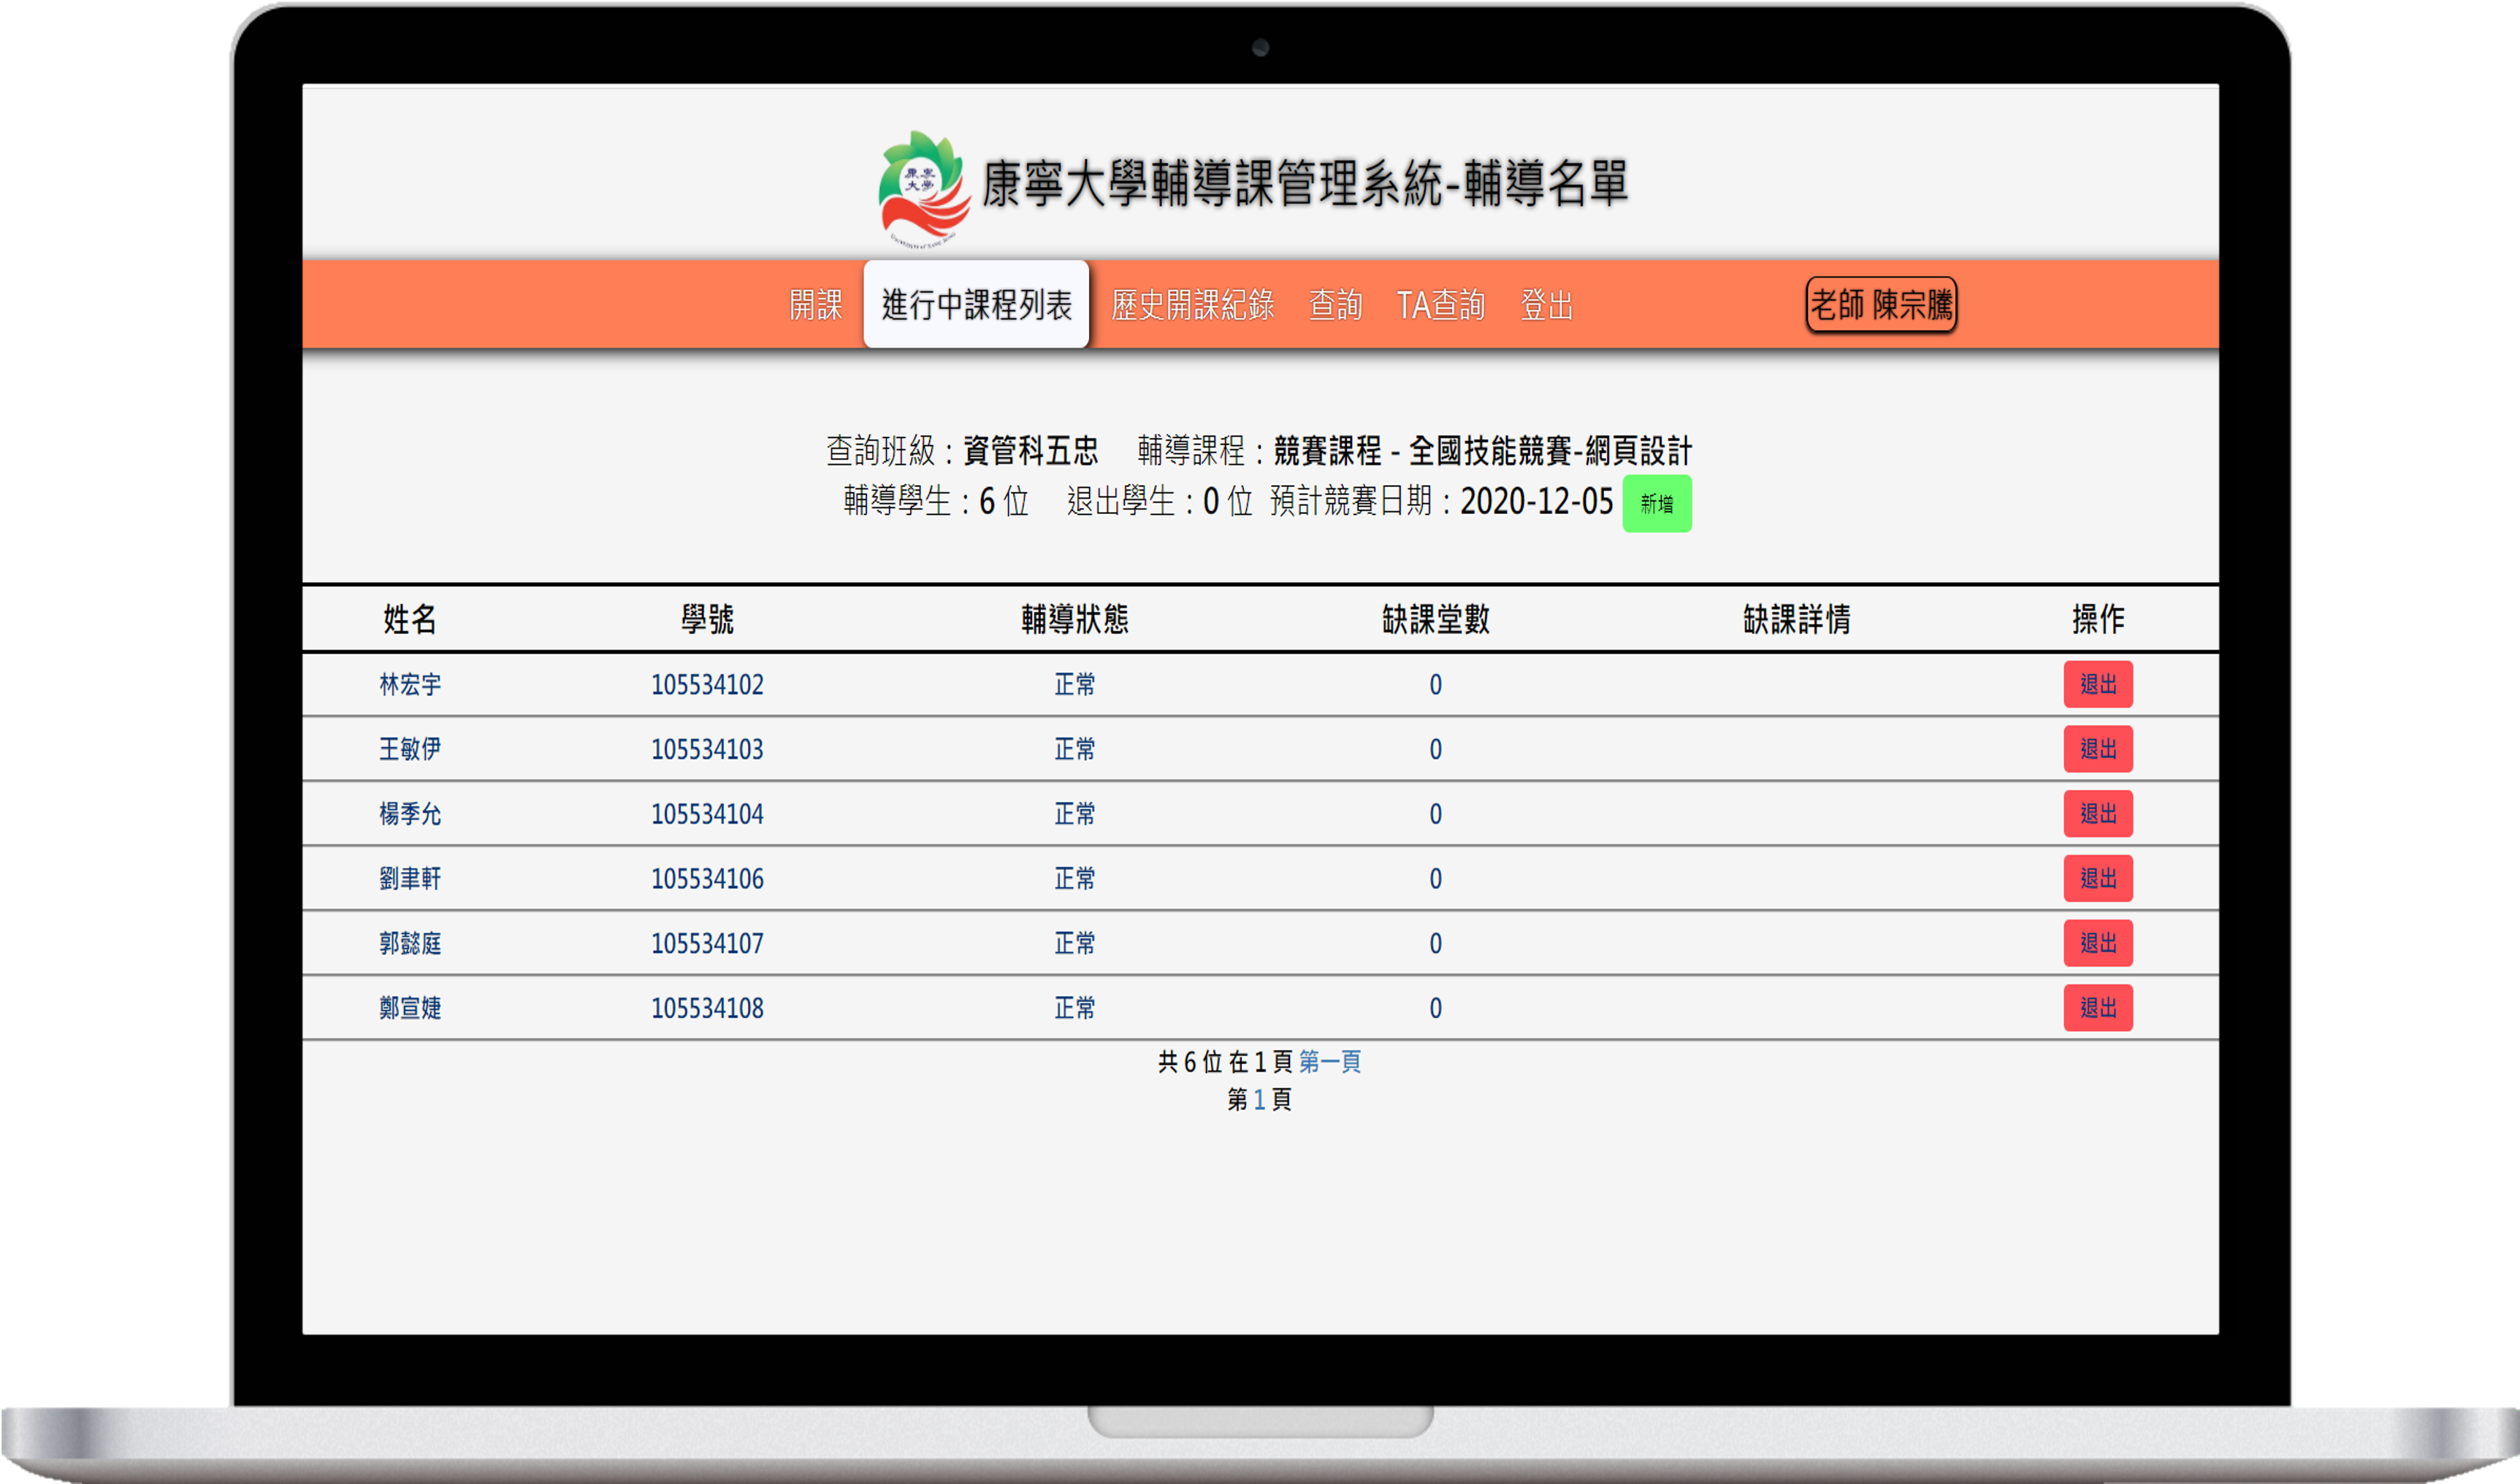 康寧大學
康寧大學輔導課管理系統-輔導名單
開課 進行中課程列表 歷史開課紀錄 查詢 TA查詢 登出 老師 陳宗騰
查詢班級：資管科五忠 輔導課程：競賽課程 - 全國技能競賽-網頁設計
輔導學生：6 位 退出學生：0 位 預計競賽日期：2020-12-05 新增
姓名 學號 輔導狀態 缺課堂數 缺課詳情 操作
林宏宇 105534102 正常 0 退出
王敏伊 105534103 正常 0 退出
楊季允 105534104 正常 0 退出
劉聿軒 105534106 正常 0 退出
郭懿庭 105534107 正常 0 退出
鄭宣婕 105534108 正常 0 退出
共 6 位 在 1 頁 第一頁
第 1 頁